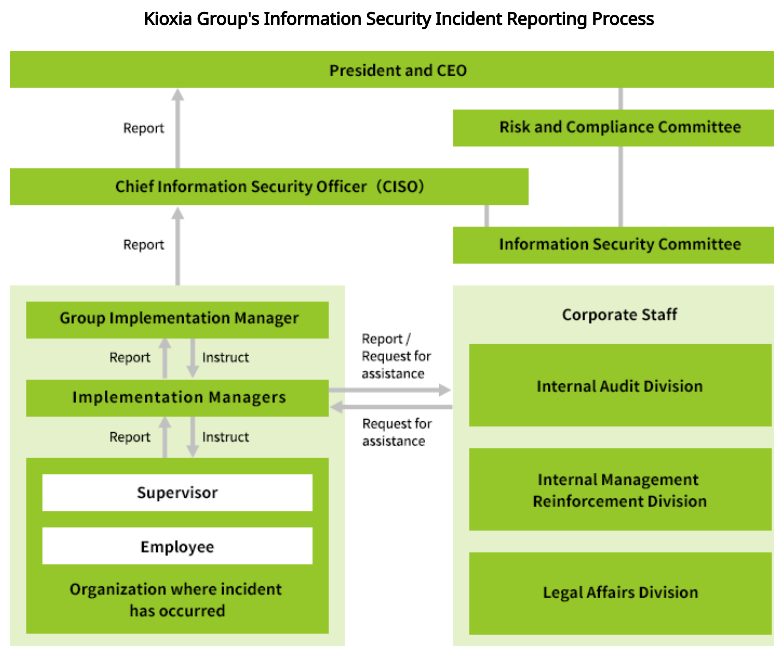 Kioxia Group's Information Security Incident Reporting Process
President and CEO
Report
Risk and Compliance Committee
Chief Information Security Officer（CISO）
Report
Information Security Committee
Group Implementation Manager
Report
Instruct
Implementation Managers
Report
Instruct
Supervisor
Employee
Organization where incident
has occurred
Report /
Request for
assistance
Request for
assistance
Corporate Staff
Internal Audit Division
Internal Management
Reinforcement Division
Legal Affairs Division